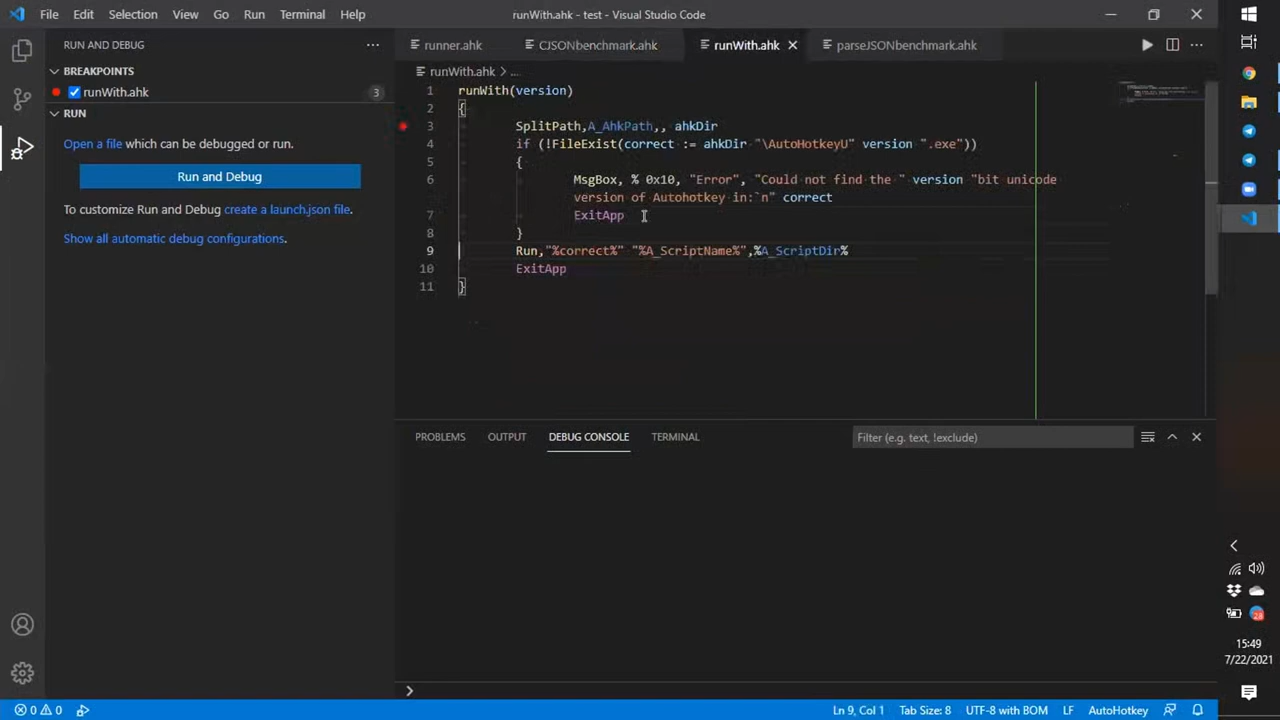 File Edit Selection View Go Run Terminal Help
runWith.ahk - test - Visual Studio Code
RUN AND DEBUG
BREAKPOINTS
runWith.ahk 3
RUN
Open a file which can be debugged or run.
Run and Debug
To customize Run and Debug create a launch.json file.
Show all automatic debug configurations.
runner.ahk CJSONbenchmark.ahk runWith.ahk parseJSONbenchmark.ahk
runWith.ahk > ...
1 runWith(version)
2 {
3 SplitPath,A_AhkPath,, ahkDir
4 if (!FileExist(correct := ahkDir "\AutoHotkeyU" version ".exe"))
5 {
6 MsgBox, % 0x10, "Error", "Could not find the " version "bit unicode
version of Autohotkey in:`n" correct
7 ExitApp
8 }
9 Run,"%correct%" "%A_ScriptName%",%A_ScriptDir%
10 ExitApp
11 }
PROBLEMS OUTPUT DEBUG CONSOLE TERMINAL
Filter (e.g. text, !exclude)
0 0
Ln 9, Col 1 Tab Size: 8 UTF-8 with BOM LF AutoHotkey
28
15:49
7/22/2021